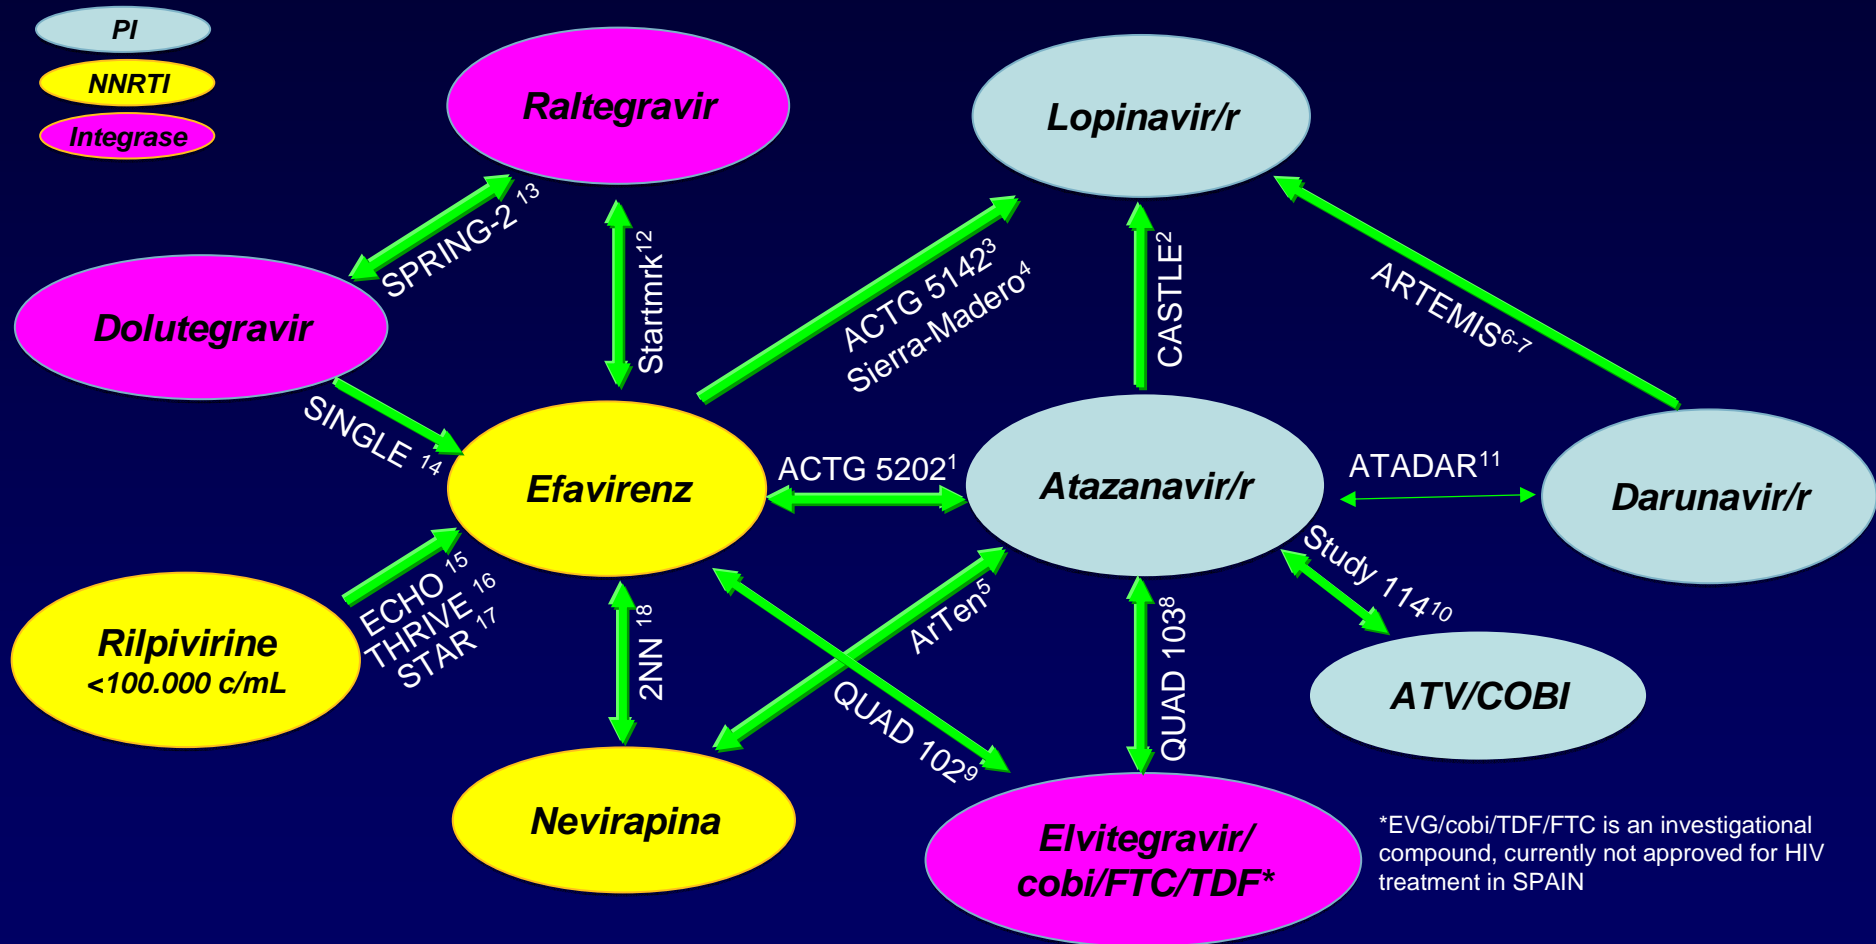 PI
NNRTI
Integrase
Raltegravir
Lopinavir/r
SPRING-2 13
Startmrk12
ACTG 51423
Sierra-Madero4
CASTLE2
ARTEMIS6-7
Dolutegravir
SINGLE 14
Efavirenz
ACTG 52021
Atazanavir/r
ATADAR11
Darunavir/r
ECHO 15
THRIVE 16
STAR 17
Rilpivirine
<100.000 c/mL
2NN 18
ArTen5
QUAD 1029
QUAD 1038
Study 11410
ATV/COBI
Nevirapina
Elvitegravir/
cobi/FTC/TDF*
*EVG/cobi/TDF/FTC is an investigational
compound, currently not approved for HIV
treatment in SPAIN